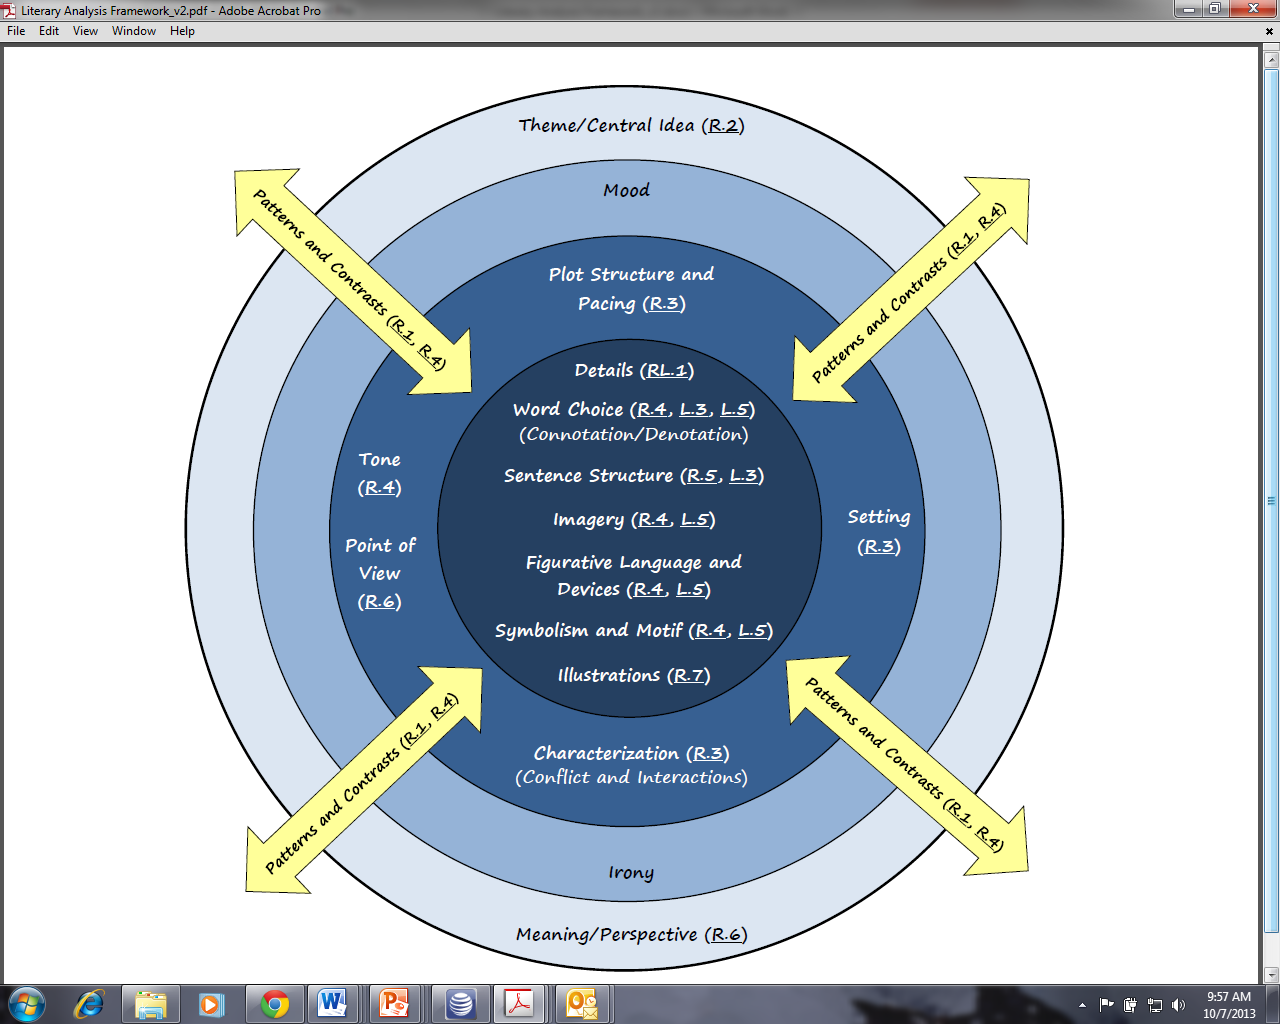 Literary Analysis Framework_v2.pdf - Adobe Acrobat Pro
File Edit View Window Help
Theme/Central Idea (R.2)
Mood
Patterns and Contrasts (R.1, R.4)
Patterns and Contrasts (R.1, R.4)
Plot Structure and
Pacing (R.3)
Details (RL.1)
Word Choice (R.4, L.3, L.5)
(Connotation/Denotation)
Sentence Structure (R.5, L.3)
Imagery (R.4, L.5)
Figurative Language and
Devices (R.4, L.5)
Symbolism and Motif (R.4, L.5)
Illustrations (R.7)
Tone
(R.4)
Point of
View
(R.6)
Setting
(R.3)
Characterization (R.3)
(Conflict and Interactions)
Patterns and Contrasts (R.1, R.4)
Patterns and Contrasts (R.1, R.4)
Irony
Meaning/Perspective (R.6)
9:57 AM
10/7/2013